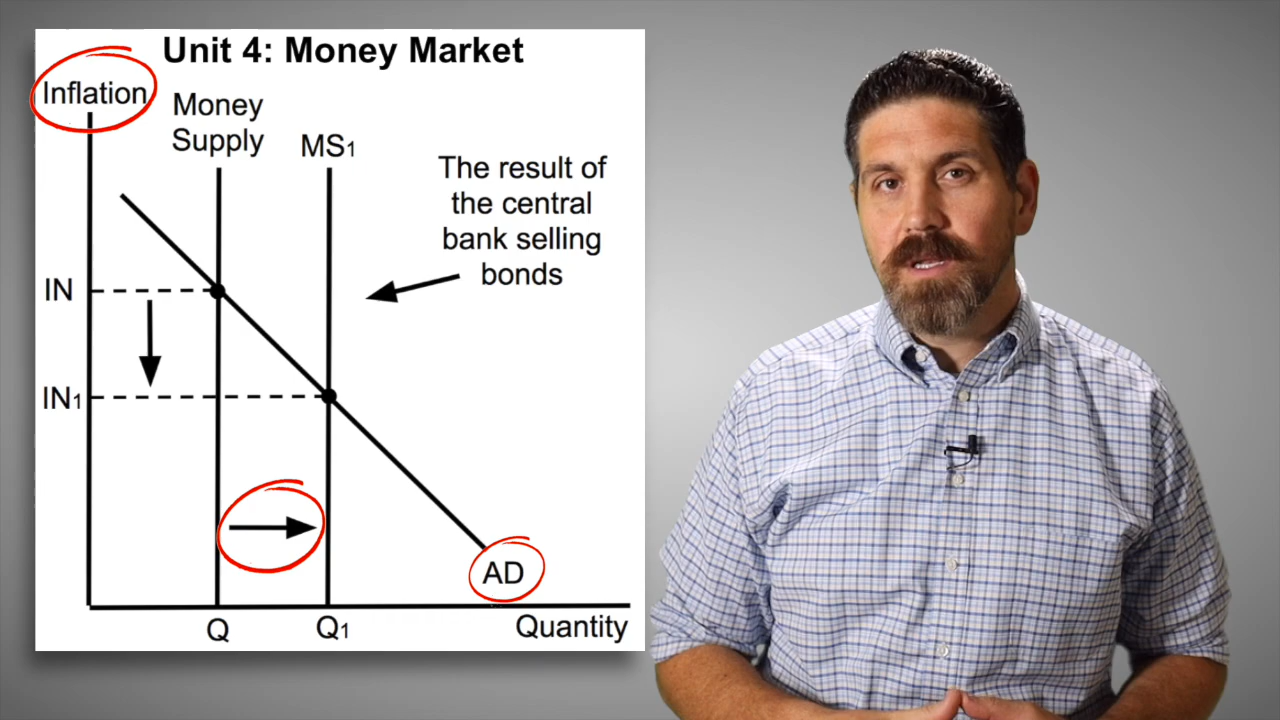 Unit 4: Money Market
Inflation
Money
Supply
MS1
The result of
the central
bank selling
bonds
IN
IN1
AD
Q
Q1
Quantity